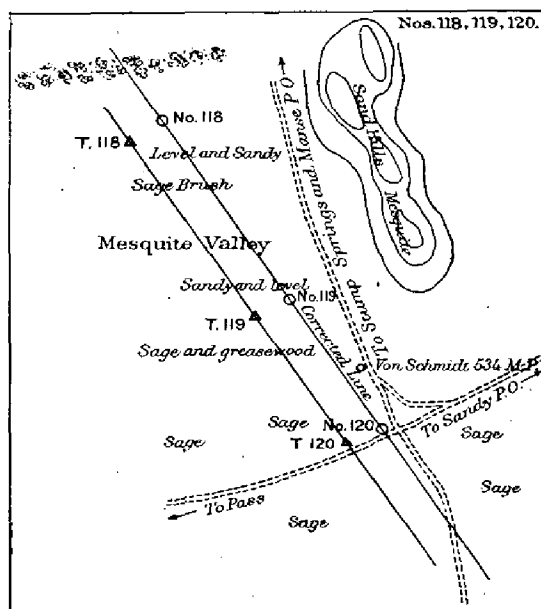 Nos. 118, 119, 120.
No. 118
T. 118
Level and Sandy
Sage Brush
Sand Hills
Mesquite
To Stump Springs and Manse P.O.
Mesquite Valley
Sandy and level
No. 119
T. 119
Corrected Line
Sage and greasewood
Von Schmidt 534 M.P.
To Sandy P.O.
Sage
No. 120
T 120
Sage
Sage
Sage
To Pass
Sage